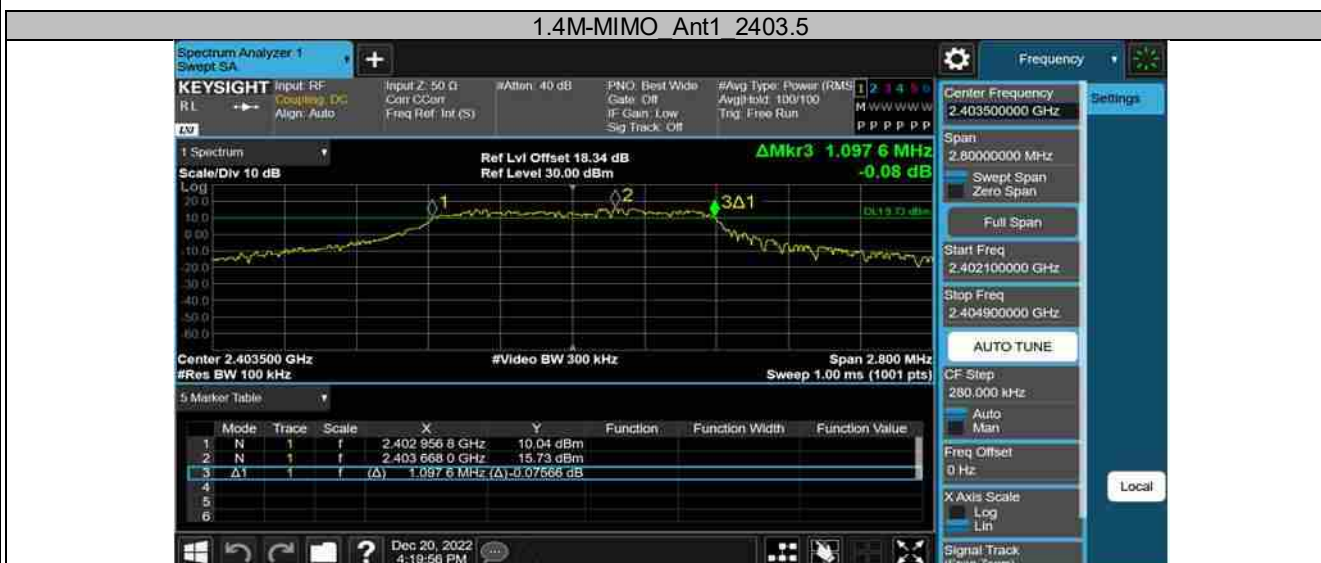 1.4M-MIMO_Ant1_2403.5
Spectrum Analyzer 1
Swept SA
+
Frequency
KEYSIGHT
RL
LXI
Input: RF
Coupling: DC
Align: Auto
Input Z: 50 Ω
Corr CCorr
Freq Ref: Int (S)
#Atten: 40 dB
PNO: Best Wide
Gate: Off
IF Gain: Low
Sig Track: Off
#Avg Type: Power (RMS
Avg|Hold: 100/100
Trig: Free Run
1 2 3 4 5 6
M W W W W W
P P P P P P
1 Spectrum
Scale/Div 10 dB
Ref Lvl Offset 18.34 dB
Ref Level 30.00 dBm
ΔMkr3 1.097 6 MHz
-0.08 dB
Log
20.0
10.0
0.00
-10.0
-20.0
-30.0
-40.0
-50.0
-60.0
1
2
3Δ1
Center 2.403500 GHz
#Res BW 100 kHz
#Video BW 300 kHz
Span 2.800 MHz
Sweep 1.00 ms (1001 pts)
5 Marker Table
Mode Trace Scale X Y Function Function Width Function Value
1 N 1 f 2.402 956 8 GHz 10.04 dBm
2 N 1 f 2.403 668 0 GHz 15.73 dBm
3 Δ1 1 f (Δ) 1.097 6 MHz (Δ) -0.07566 dB
4
5
6
Dec 20, 2022
4:19:56 PM
Center Frequency
2.403500000 GHz
Settings
Span
2.80000000 MHz
Swept Span
Zero Span
Full Span
Start Freq
2.402100000 GHz
Stop Freq
2.404900000 GHz
AUTO TUNE
CF Step
280.000 kHz
Auto
Man
Freq Offset
0 Hz
X Axis Scale
Log
Lin
Local
Signal Track